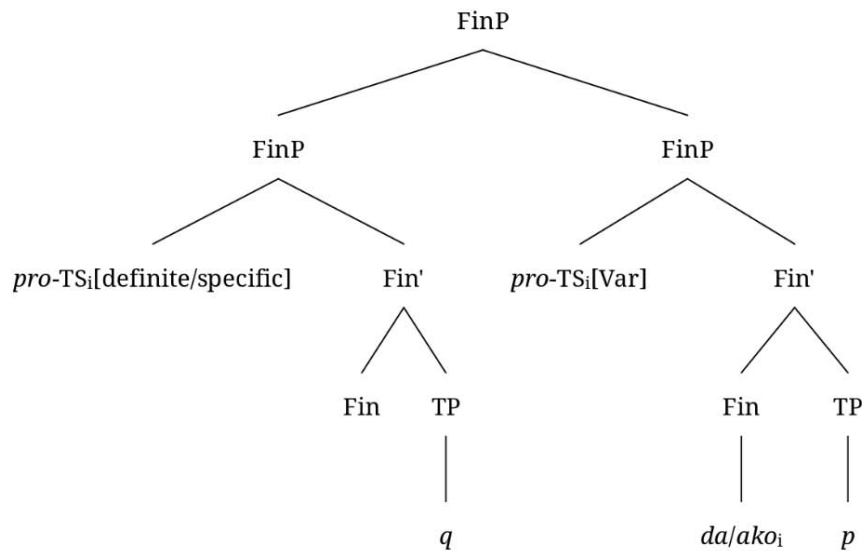 FinP
FinP FinP
pro-TSi[definite/specific] Fin' pro-TSi[Var] Fin'
Fin TP Fin TP
q da/akoi p